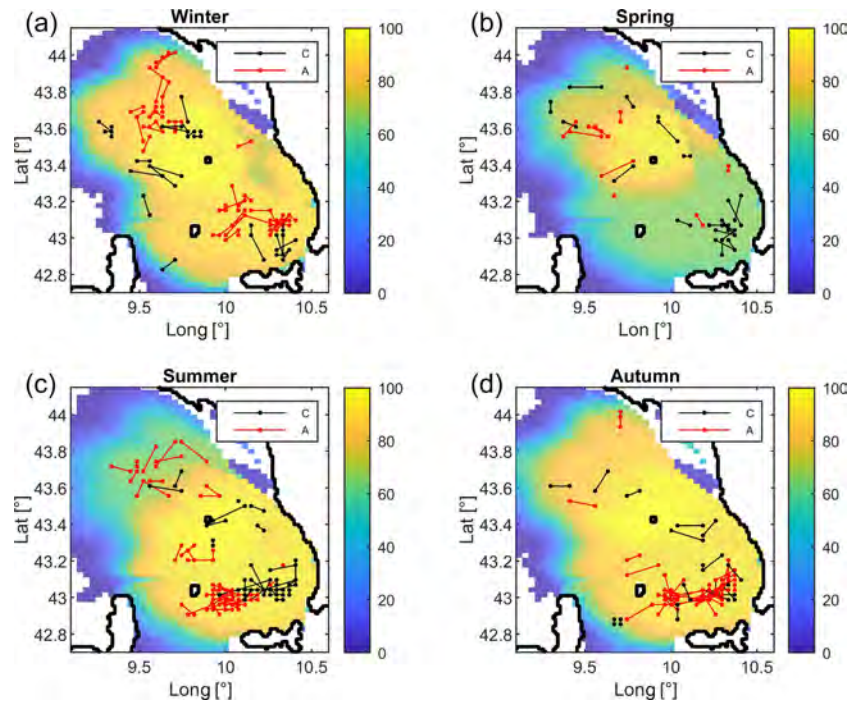 (a) Winter
C
A
44
43.8
43.6
43.4
43.2
43
42.8
Lat [°]
9.5 10 10.5
Long [°]
100
80
60
40
20
0
(b) Spring
C
A
44
43.8
43.6
43.4
43.2
43
42.8
Lat [°]
9.5 10 10.5
Lon [°]
100
80
60
40
20
0
(c) Summer
C
A
44
43.8
43.6
43.4
43.2
43
42.8
Lat [°]
9.5 10 10.5
Long [°]
100
80
60
40
20
0
(d) Autumn
C
A
44
43.8
43.6
43.4
43.2
43
42.8
Lat [°]
9.5 10 10.5
Long [°]
100
80
60
40
20
0